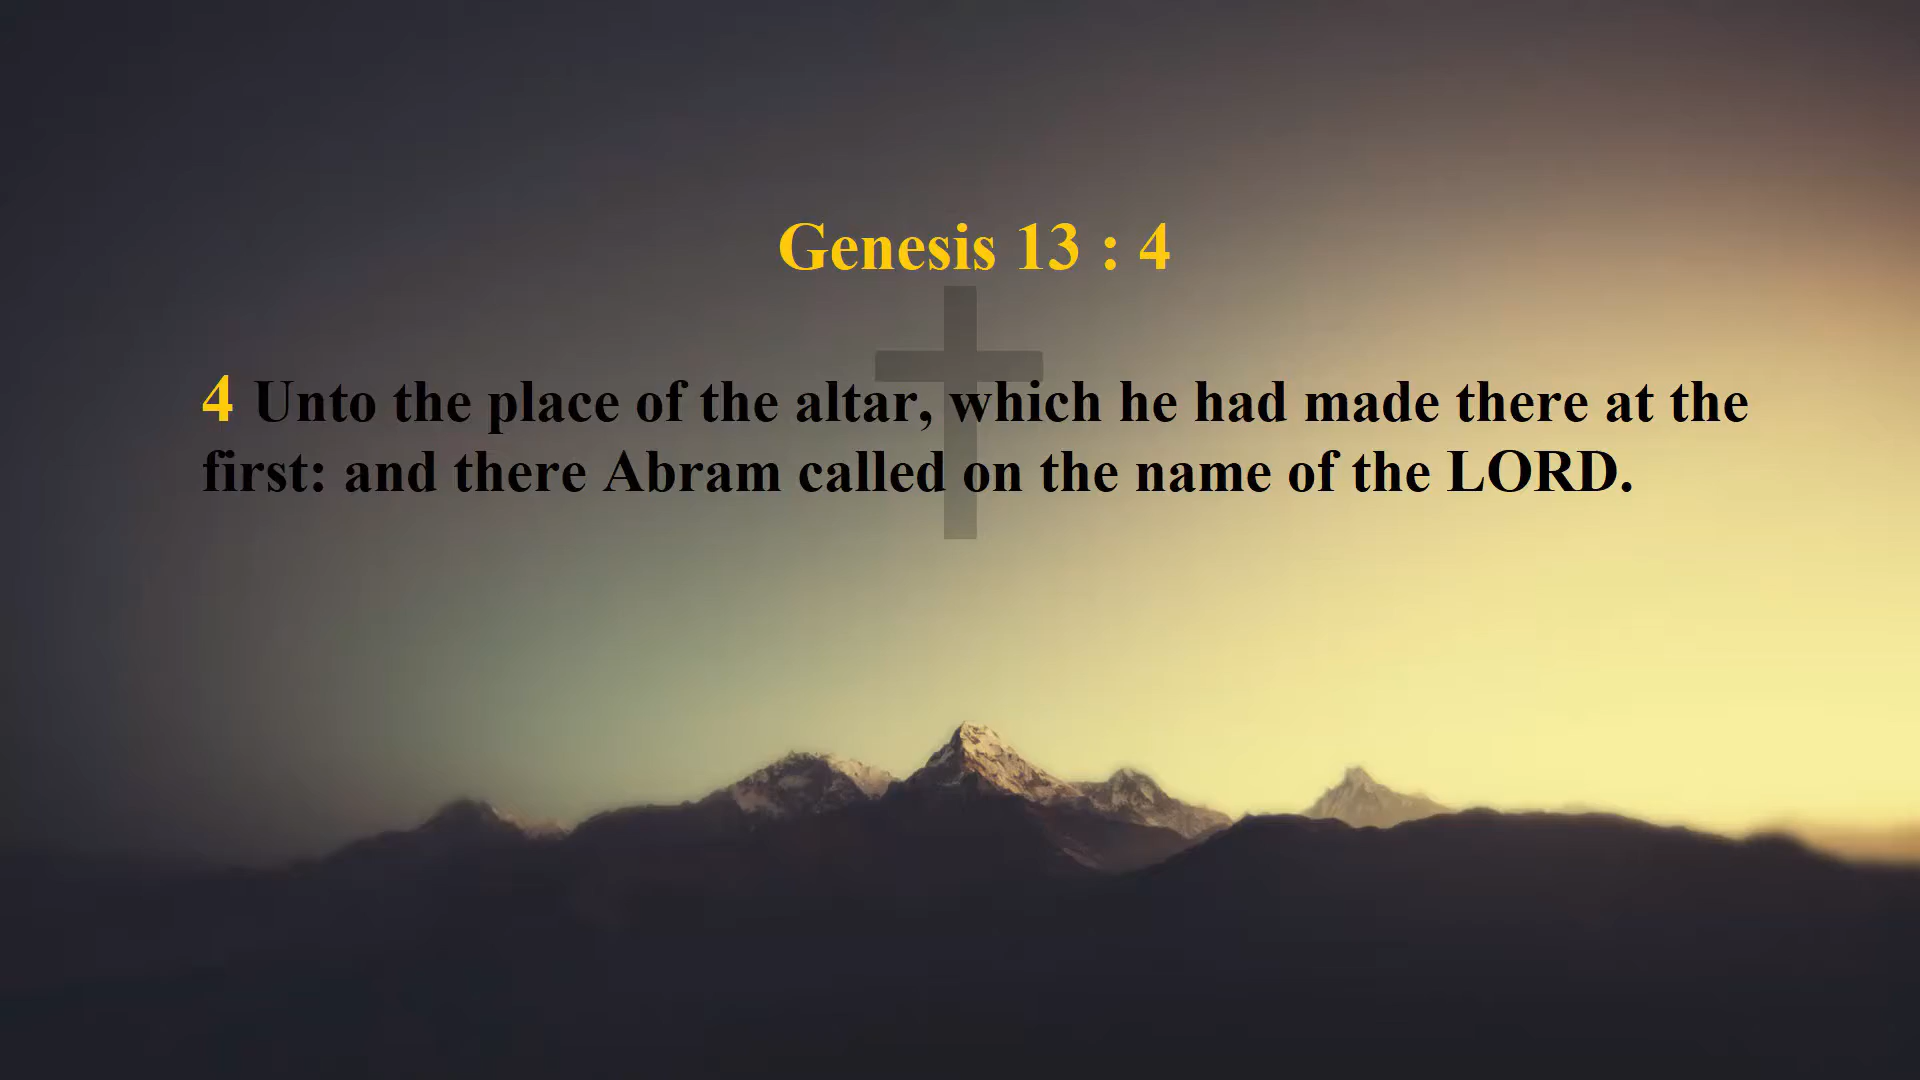 Genesis 13 : 4
4 Unto the place of the altar, which he had made there at the
first: and there Abram called on the name of the LORD.